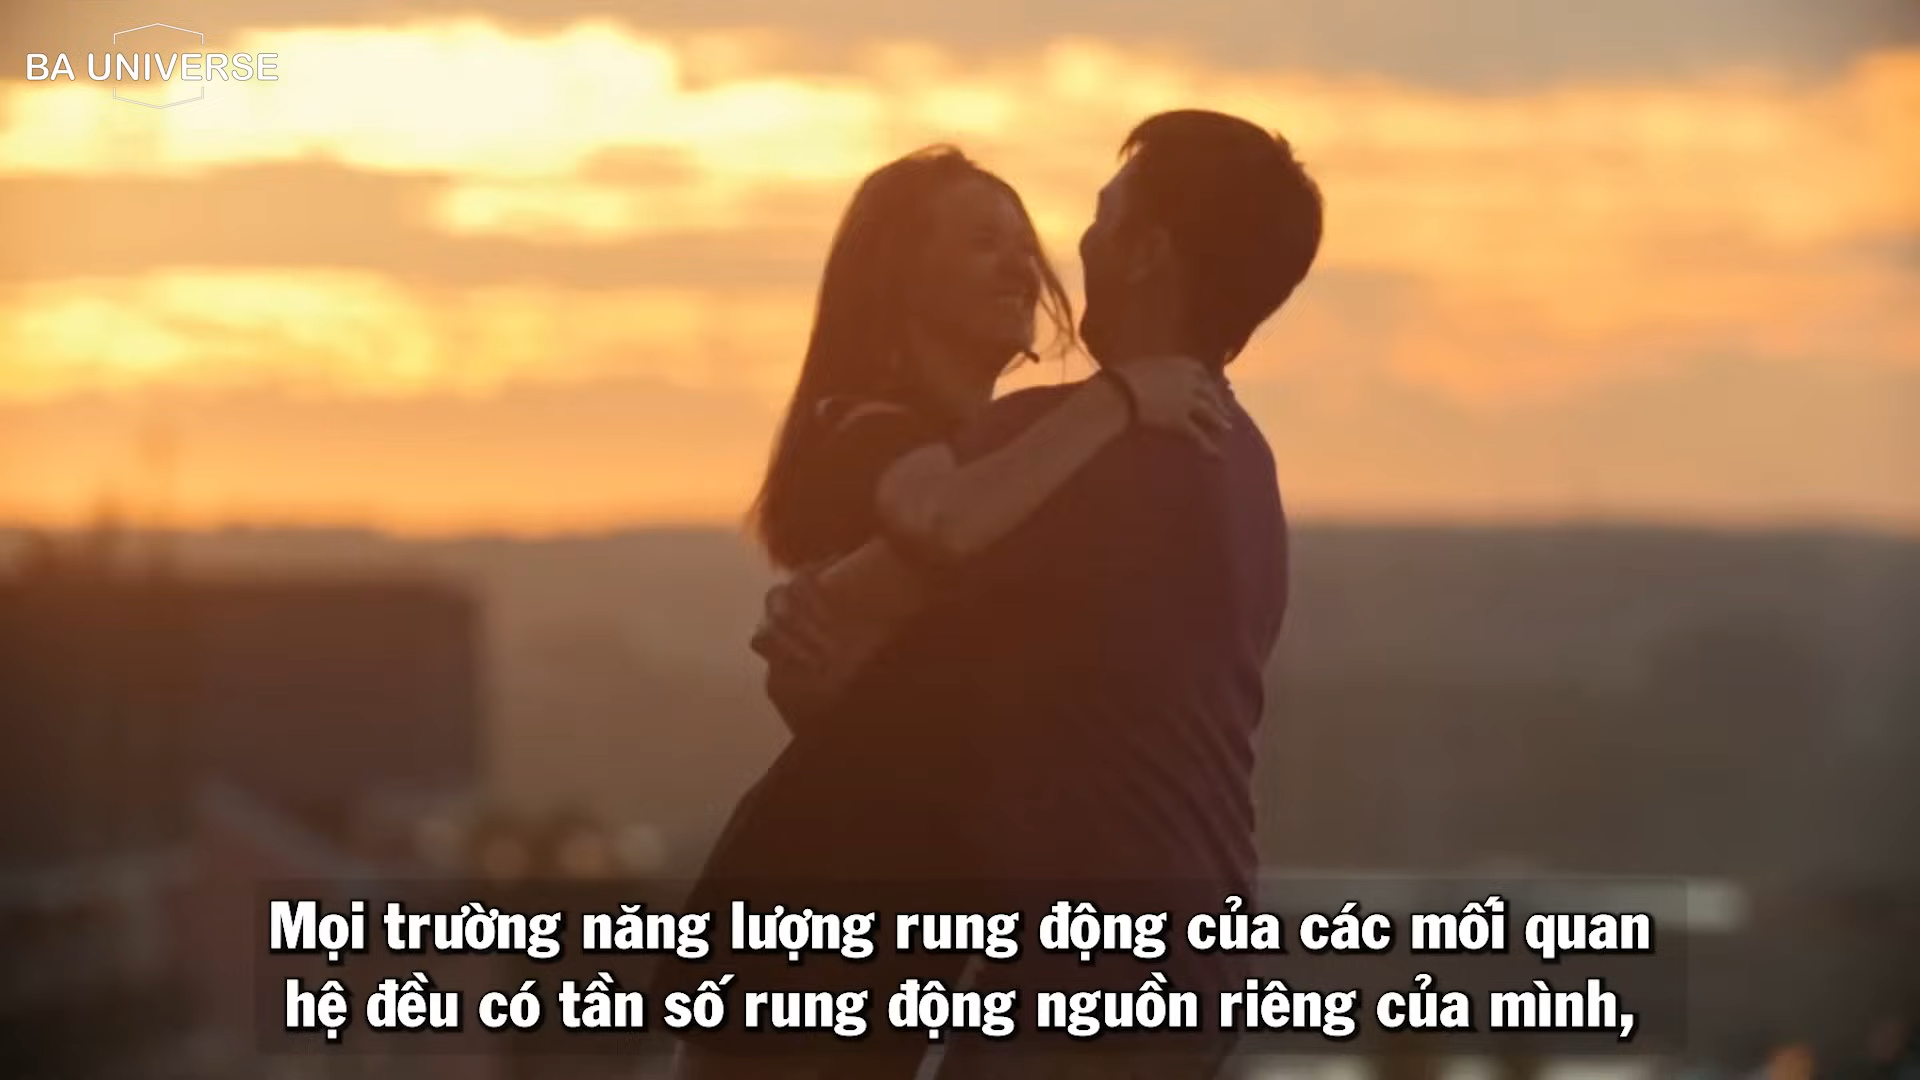 BA UNIVERSE
Mọi trường năng lượng rung động của các mối quan
hệ đều có tần số rung động nguồn riêng của mình,